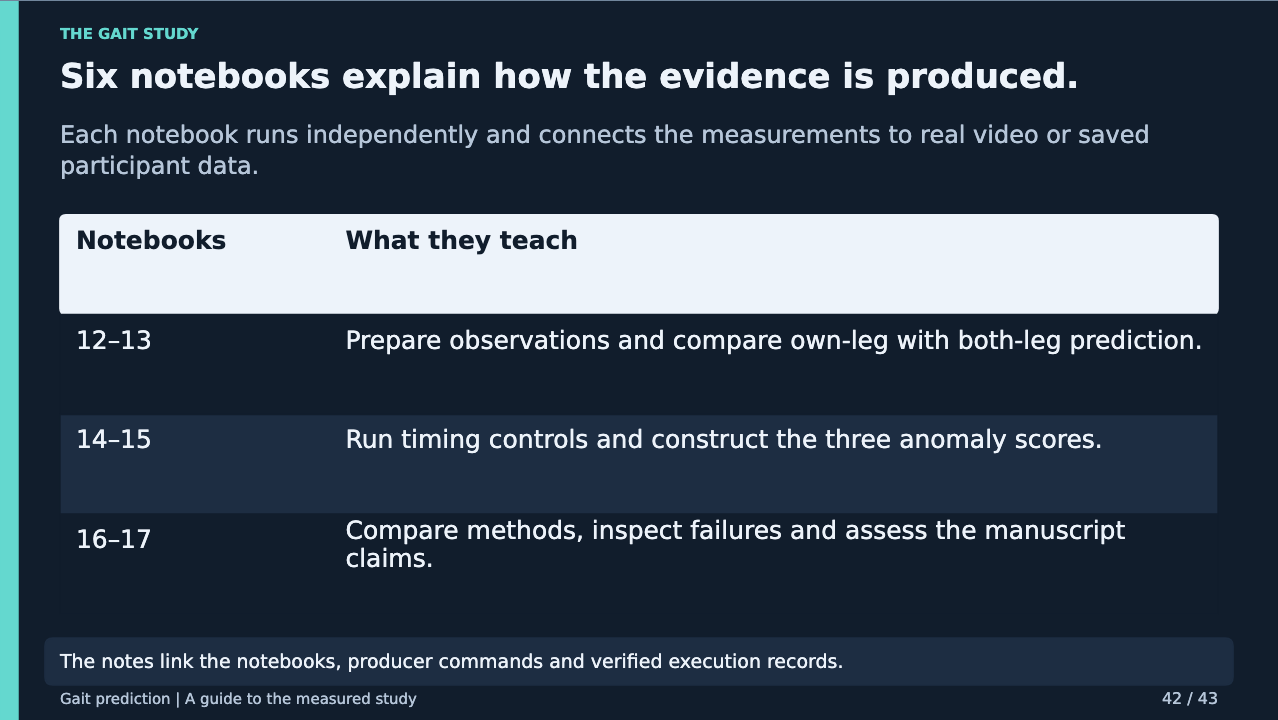 THE GAIT STUDY
Six notebooks explain how the evidence is produced.
Each notebook runs independently and connects the measurements to real video or saved
participant data.
Notebooks What they teach
12–13 Prepare observations and compare own-leg with both-leg prediction.
14–15 Run timing controls and construct the three anomaly scores.
16–17 Compare methods, inspect failures and assess the manuscript
claims.
The notes link the notebooks, producer commands and verified execution records.
Gait prediction | A guide to the measured study 42 / 43